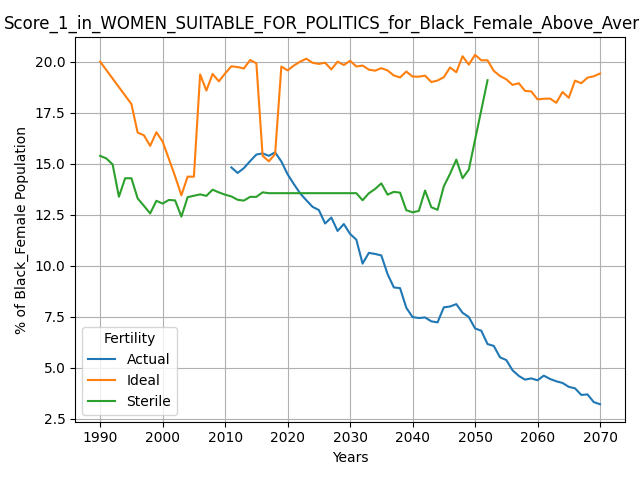 Score_1_in_WOMEN_SUITABLE_FOR_POLITICS_for_Black_Female_Above_Aver
% of Black_Female Population
20.0
17.5
15.0
12.5
10.0
7.5
5.0
2.5
Fertility
Actual
Ideal
Sterile
1990 2000 2010 2020 2030 2040 2050 2060 2070
Years